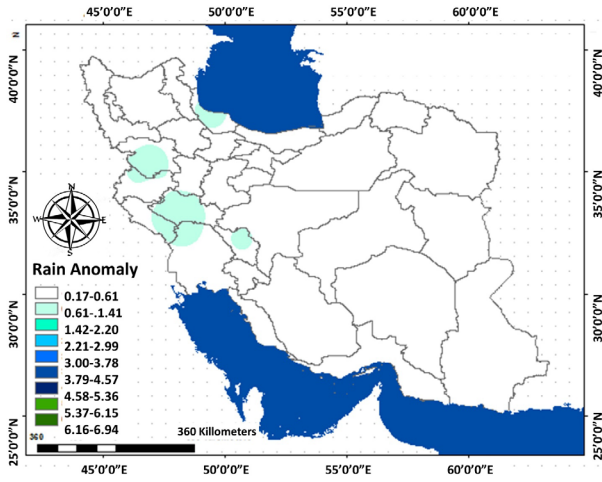 45°0'0"E 50°0'0"E 55°0'0"E 60°0'0"E
N
40°0'0"N
40°0'0"N
35°0'0"N
35°0'0"N
30°0'0"N
30°0'0"N
25°0'0"N
25°0'0"N
N
W E
S
Rain Anomaly
0.17-0.61
0.61-.1.41
1.42-2.20
2.21-2.99
3.00-3.78
3.79-4.57
4.58-5.36
5.37-6.15
6.16-6.94
360 360 Killometers
45°0'0"E 50°0'0"E 55°0'0"E 60°0'0"E